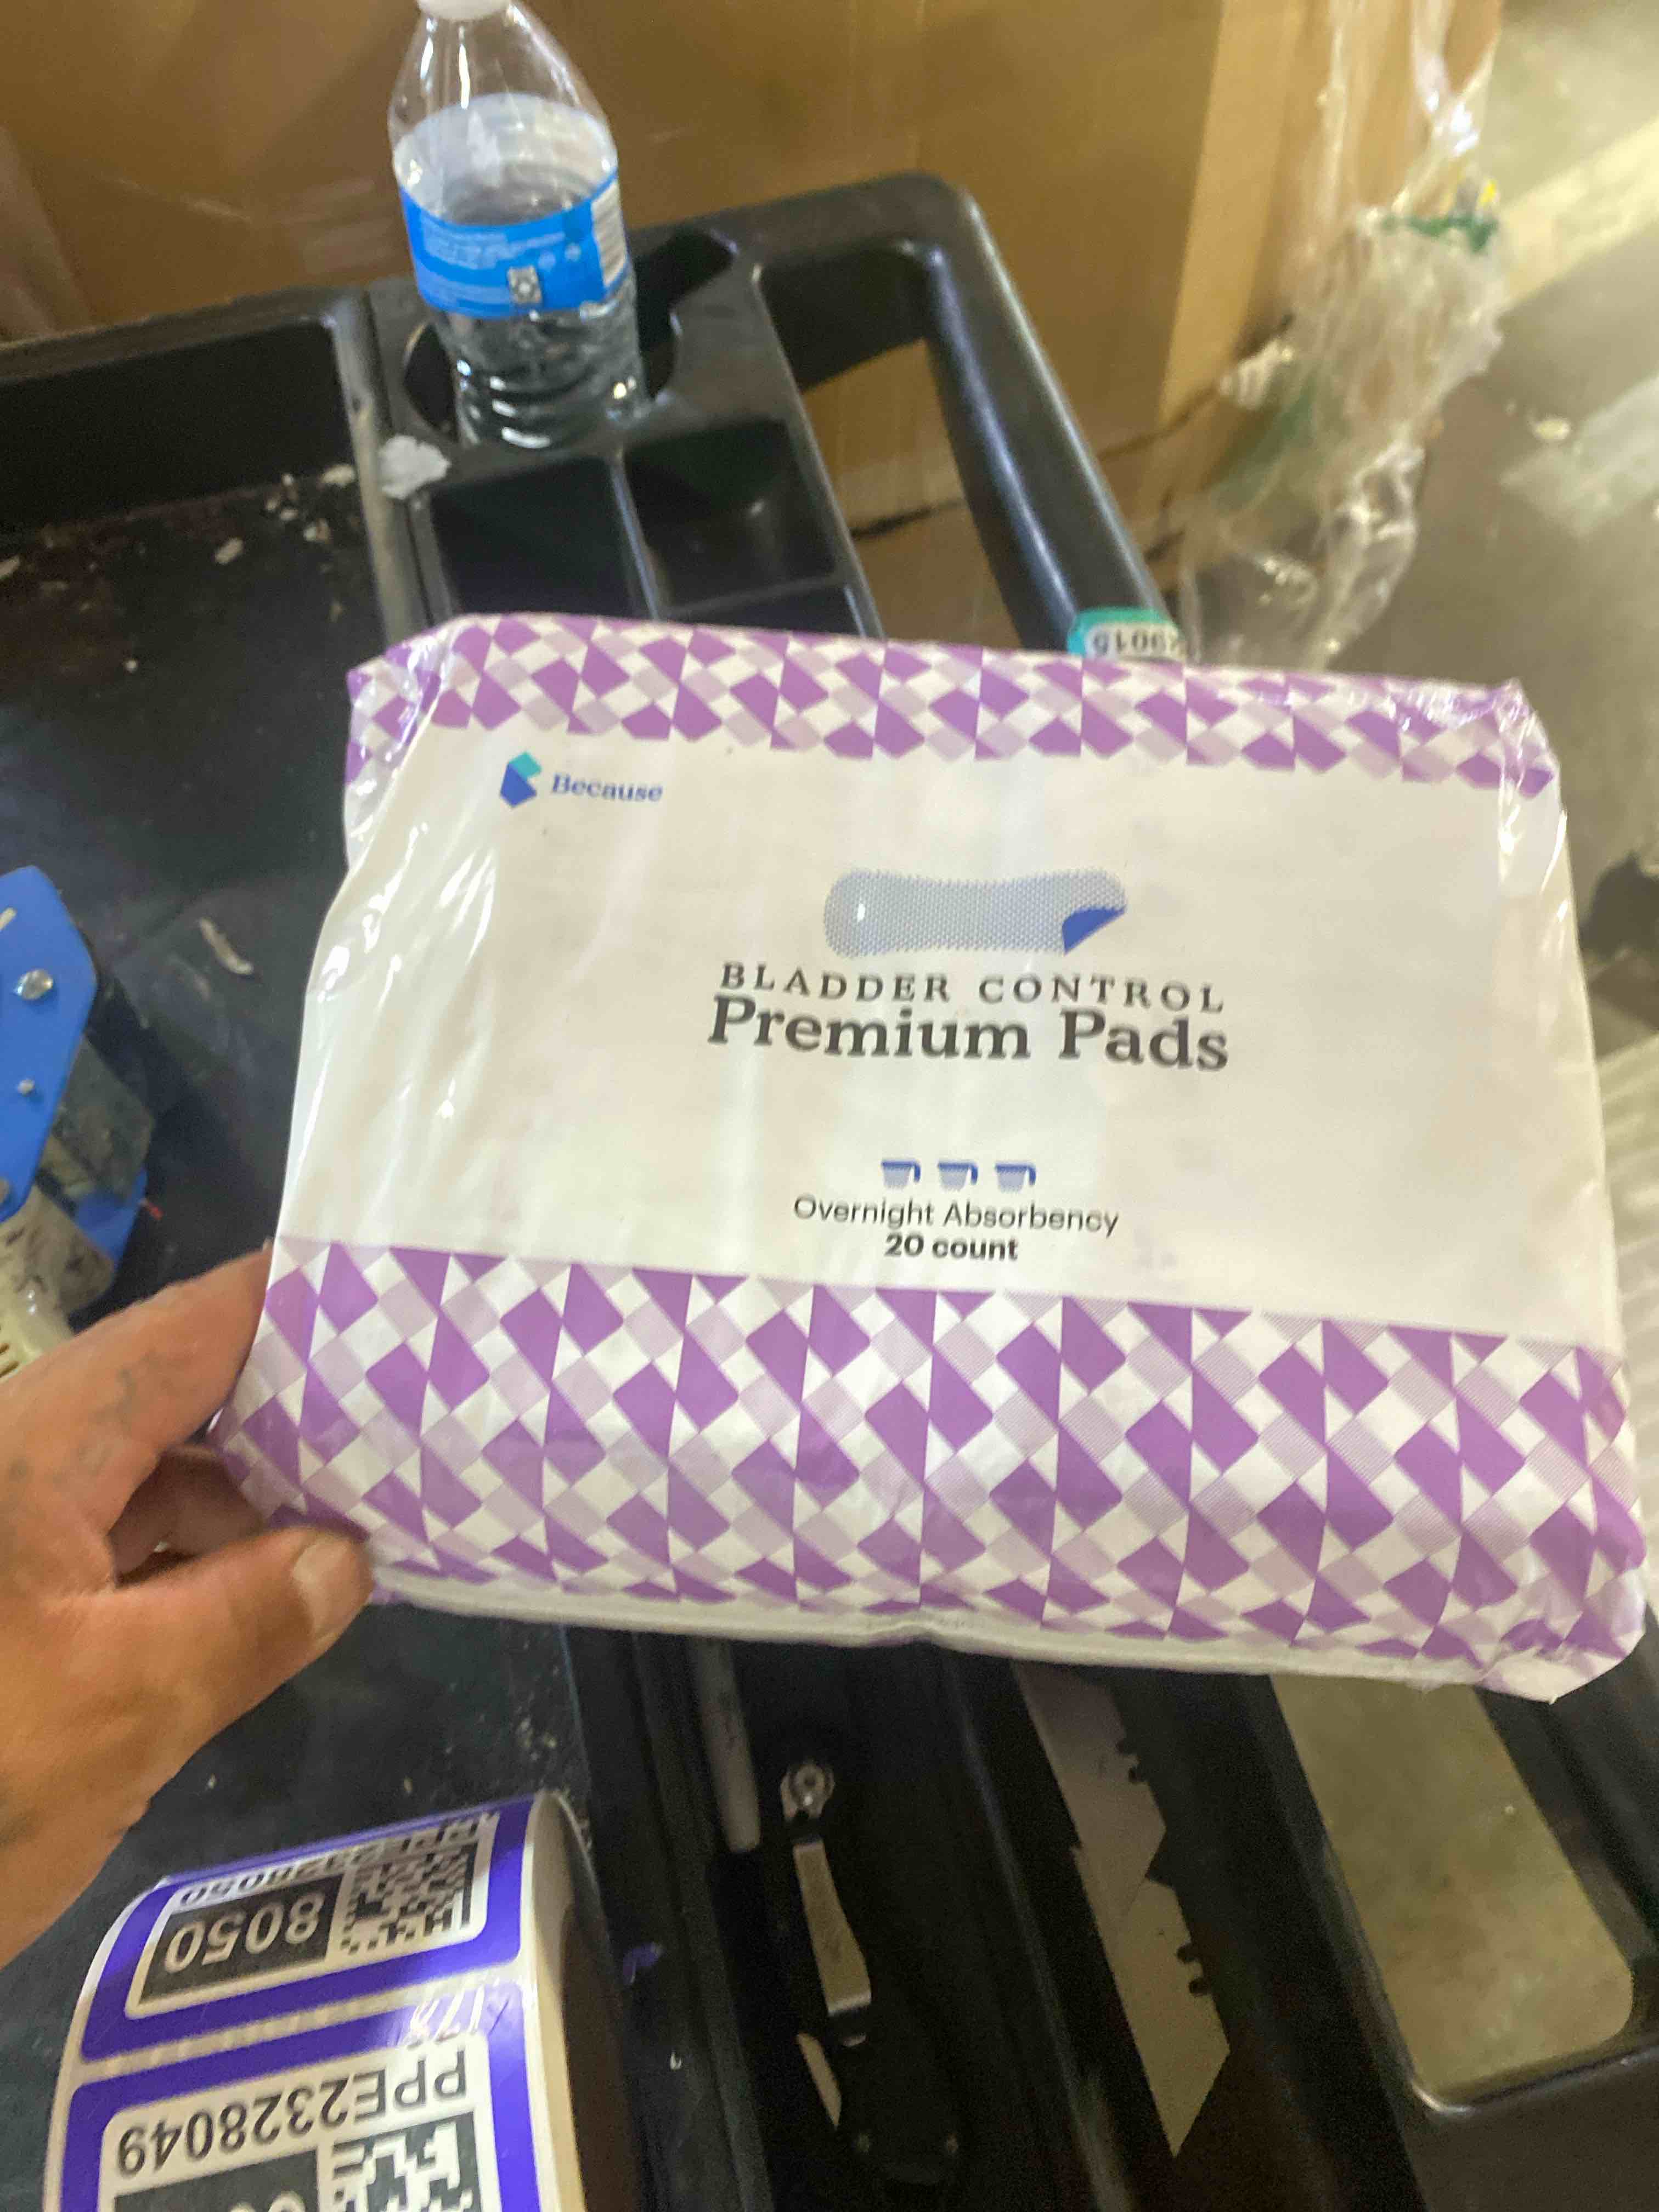 Because
BLADDER CONTROL
Premium Pads
Overnight Absorbency
20 count
8050
PPE2328049